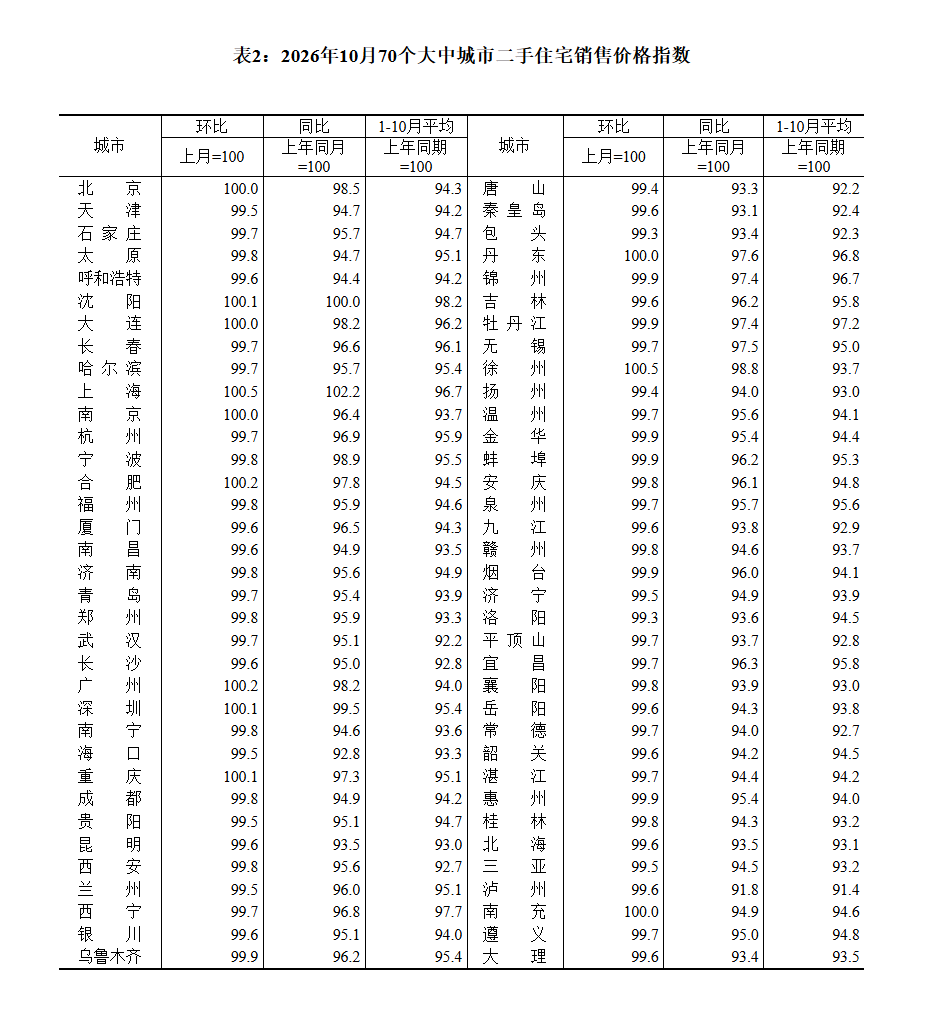 表2：2026年10月70个大中城市二手住宅销售价格指数
城市 环比 同比 1-10月平均 城市 环比 同比 1-10月平均
上月=100 上年同月=100 上年同期=100 上月=100 上年同月=100 上年同期=100
北京 100.0 98.5 94.3 唐山 99.4 93.3 92.2
天津 99.5 94.7 94.2 秦皇岛 99.6 93.1 92.4
石家庄 99.7 95.7 94.7 包头 99.3 93.4 92.3
太原 99.8 94.7 95.1 丹东 100.0 97.6 96.8
呼和浩特 99.6 94.4 94.2 锦州 99.9 97.4 96.7
沈阳 100.1 100.0 98.2 吉林 99.6 96.2 95.8
大连 100.0 98.2 96.2 牡丹江 99.9 97.4 97.2
长春 99.7 96.6 96.1 无锡 99.7 97.5 95.0
哈尔滨 99.7 95.7 95.4 徐州 100.5 98.8 93.7
上海 100.5 102.2 96.7 扬州 99.4 94.0 93.0
南京 100.0 96.4 93.7 温州 99.7 95.6 94.1
杭州 99.7 96.9 95.9 金华 99.9 95.4 94.4
宁波 99.8 98.9 95.5 蚌埠 99.9 96.2 95.3
合肥 100.2 97.8 94.5 安庆 99.8 96.1 94.8
福州 99.8 95.9 94.6 泉州 99.7 95.7 95.6
厦门 99.6 96.5 94.3 九江 99.6 93.8 92.9
南昌 99.6 94.9 93.5 赣州 99.8 94.6 93.7
济南 99.8 95.6 94.9 烟台 99.9 96.0 94.1
青岛 99.7 95.4 93.9 济宁 99.5 94.9 93.9
郑州 99.8 95.9 93.3 洛阳 99.3 93.6 94.5
武汉 99.7 95.1 92.2 平顶山 99.7 93.7 92.8
长沙 99.6 95.0 92.8 宜昌 99.7 96.3 95.8
广州 100.2 98.2 94.0 襄阳 99.8 93.9 93.0
深圳 100.1 99.5 95.4 岳阳 99.6 94.3 93.8
南宁 99.8 94.6 93.6 常德 99.7 94.0 92.7
海口 99.5 92.8 93.3 韶关 99.6 94.2 94.5
重庆 100.1 97.3 95.1 湛江 99.7 94.4 94.2
成都 99.8 94.9 94.2 惠州 99.9 95.4 94.0
贵阳 99.5 95.1 94.7 桂林 99.8 94.3 93.2
昆明 99.6 93.5 93.0 北海 99.6 93.5 93.1
西安 99.8 95.6 92.7 三亚 99.5 94.5 93.2
兰州 99.5 96.0 95.1 泸州 99.6 91.8 91.4
西宁 99.7 96.8 97.7 南充 100.0 94.9 94.6
银川 99.6 95.1 94.0 遵义 99.7 95.0 94.8
乌鲁木齐 99.9 96.2 95.4 大理 99.6 93.4 93.5